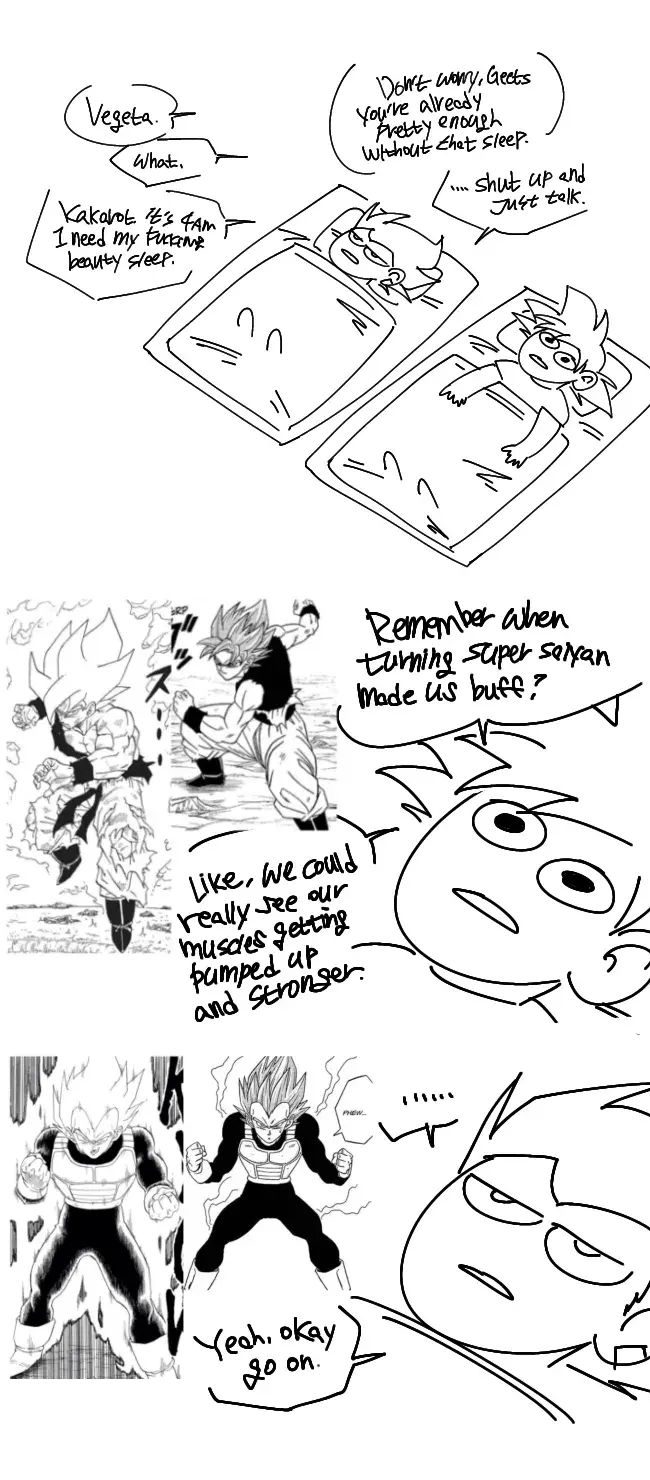 Vegeta.
What.
Kakarot it's 4AM
I need my fucking
beauty sleep.
Don't worry, Geets
You're already
pretty enough
without that sleep.
.... shut up and
just talk.
Remember when
turning super saiyan
made us buff?
Like, we could
really see our
muscles getting
pumped up
and stronger.
PHEW...
......
Yeah, okay
go on.